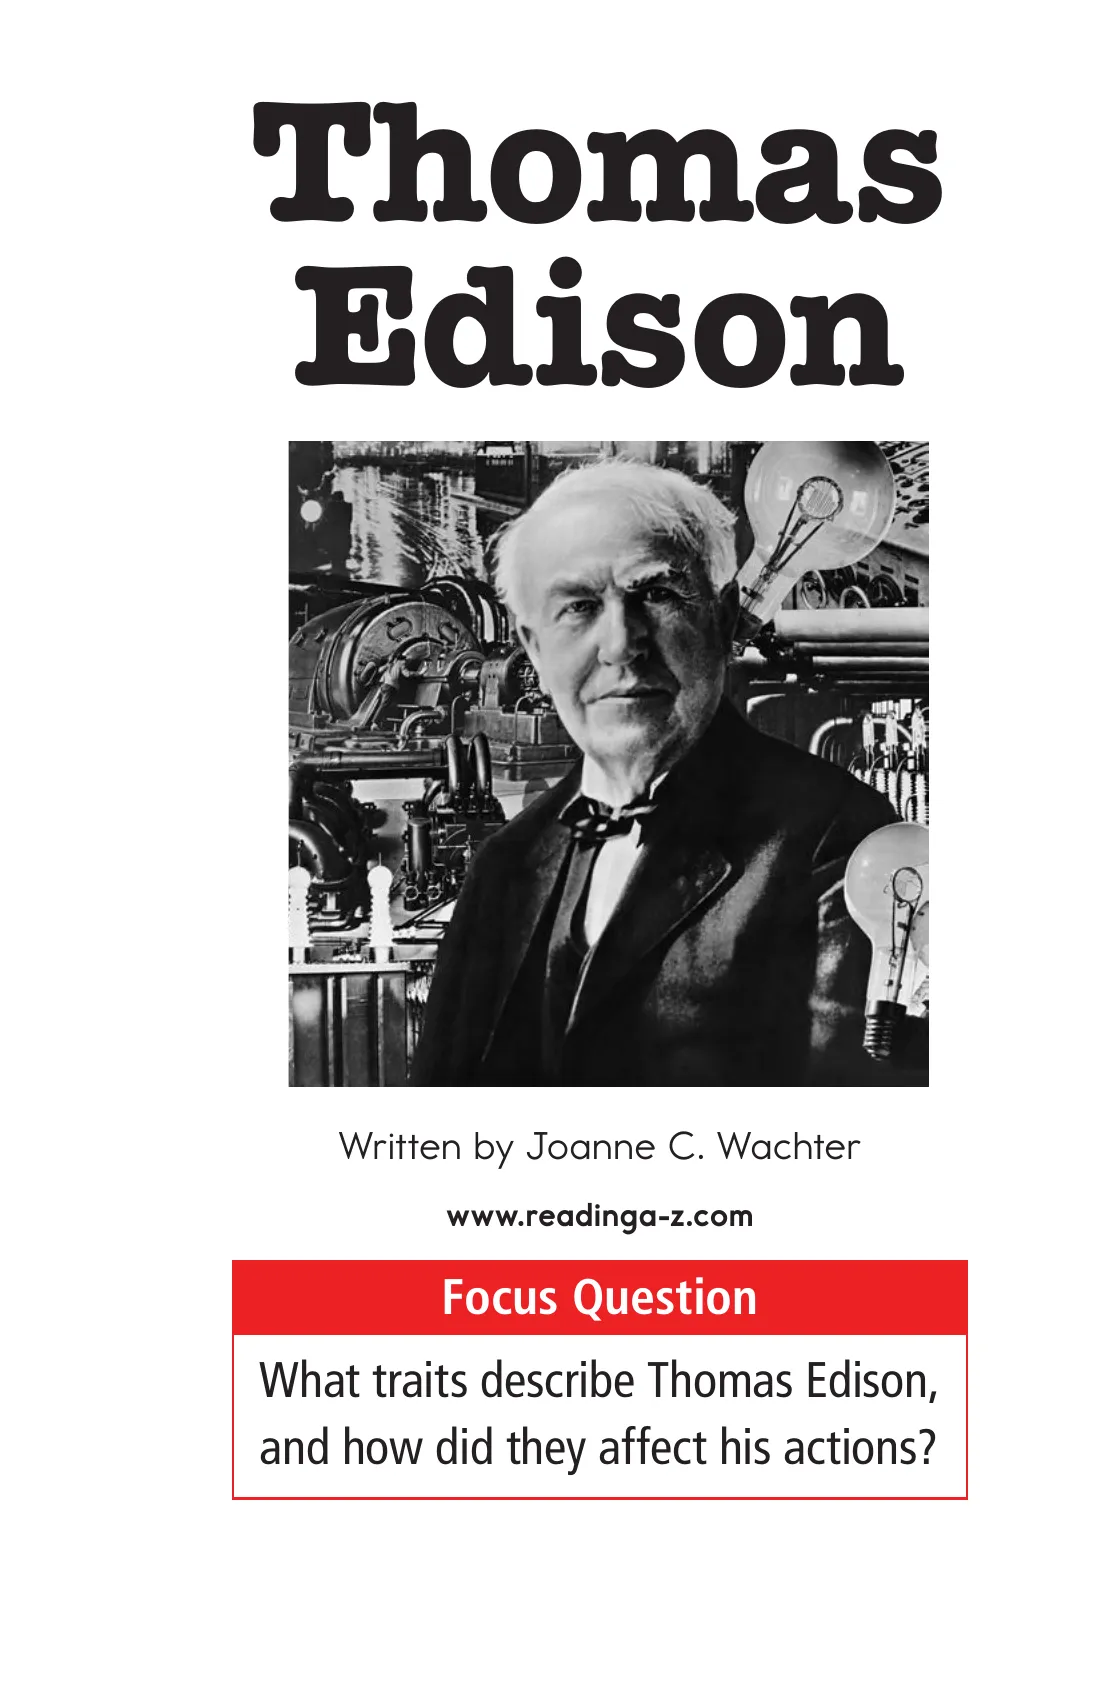 Thomas
Edison
Written by Joanne C. Wachter
www.readinga-z.com
Focus Question
What traits describe Thomas Edison,
and how did they affect his actions?